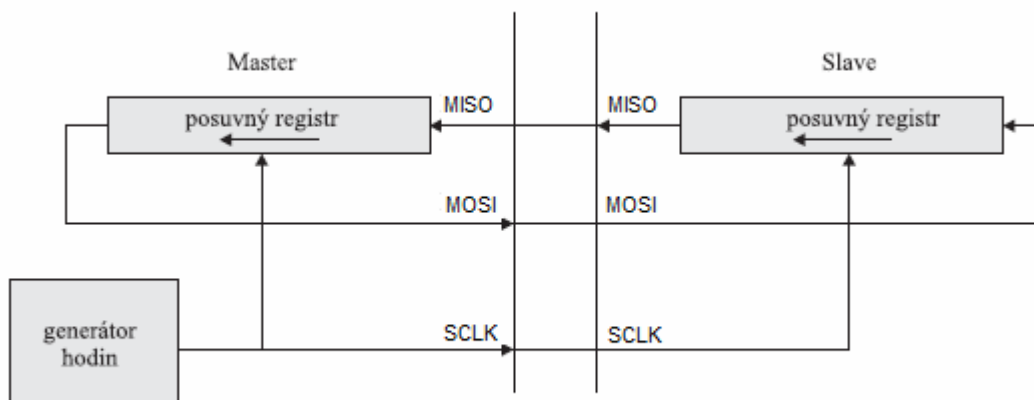 Master
Slave
MISO
MISO
posuvný registr
posuvný registr
MOSI
MOSI
generátor
hodin
SCLK
SCLK